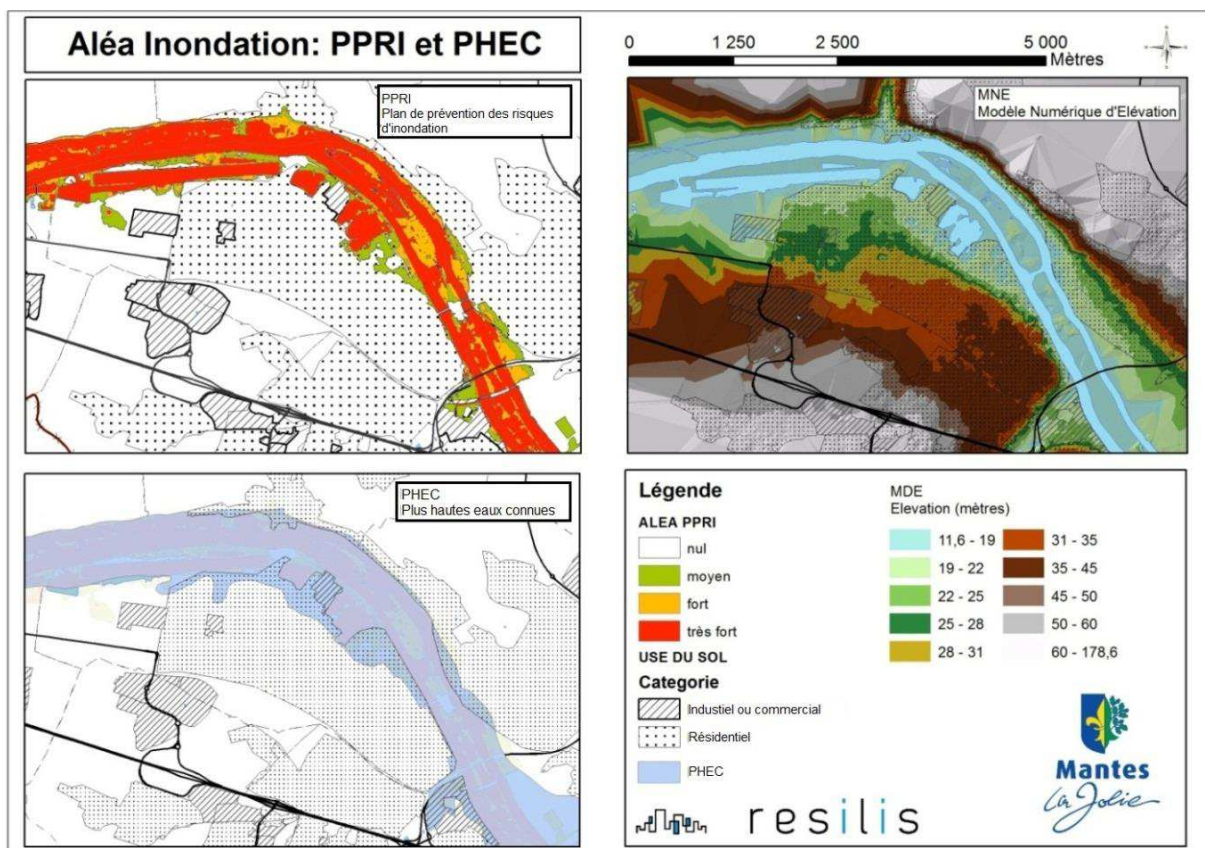 Aléa Inondation: PPRI et PHEC
0 1 250 2 500 5 000
Mètres
PPRI
Plan de prévention des risques
d'inondation
MNE
Modèle Numérique d'Elévation
PHEC
Plus hautes eaux connues
Légende
ALEA PPRI
nul
moyen
fort
très fort
USE DU SOL
Categorie
Industiel ou commercial
Résidentiel
PHEC
MDE
Elevation (mètres)
11,6 - 19
19 - 22
22 - 25
25 - 28
28 - 31
31 - 35
35 - 45
45 - 50
50 - 60
60 - 178,6
resilis
Mantes
La Jolie